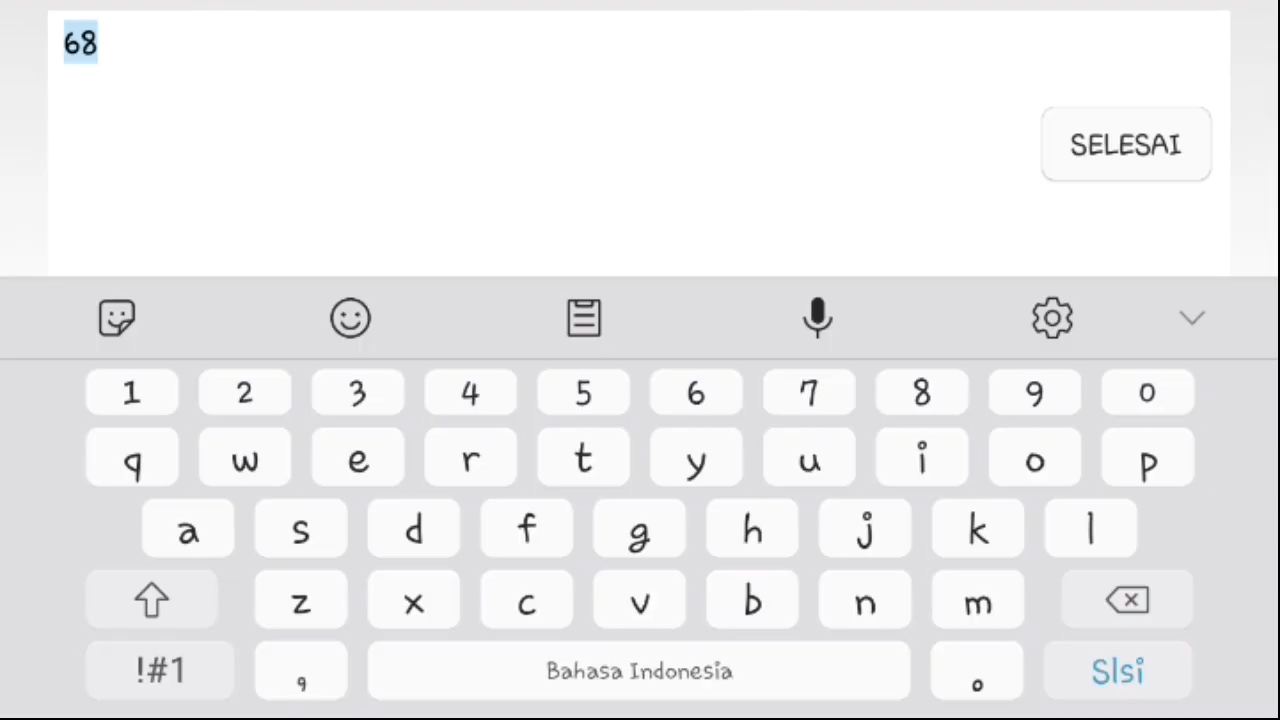 68
SELESAI
1 2 3 4 5 6 7 8 9 0
q w e r t y u i o p
a s d f g h j k l
z x c v b n m
!#1 , Bahasa Indonesia . Slsi